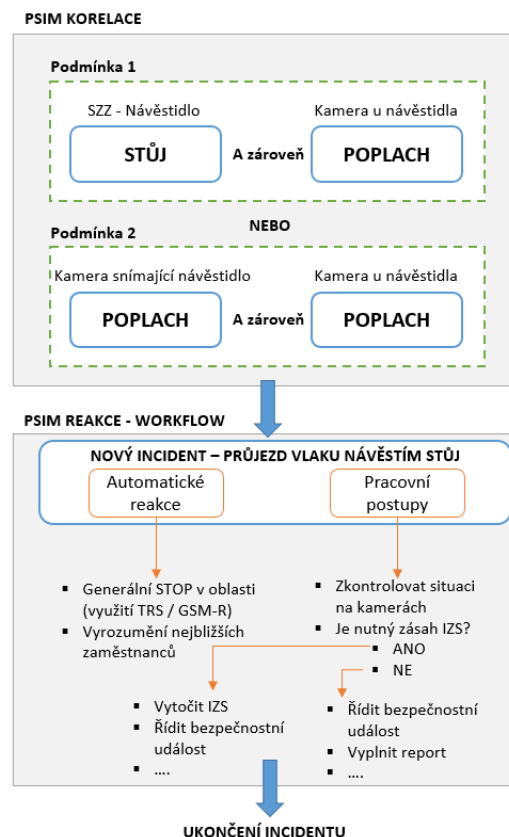 PSIM KORELACE
Podmínka 1
SZZ - Návěstidlo
Kamera u návěstidla
STŮJ
A zároveň
POPLACH
NEBO
Podmínka 2
Kamera snímající návěstidlo
Kamera u návěstidla
POPLACH
A zároveň
POPLACH
PSIM REAKCE - WORKFLOW
NOVÝ INCIDENT – PRŮJEZD VLAKU NÁVĚSTÍM STŮJ
Automatické
reakce
Pracovní
postupy
▪ Generální STOP v oblasti
(využití TRS / GSM-R)
▪ Vyrozumění nejbližších
zaměstnanců
▪ Zkontrolovat situaci
na kamerách
▪ Je nutný zásah IZS?
▪ ANO
▪ NE
▪ Vytočit IZS
▪ Řídit bezpečnostní
událost
▪ ....
▪ Řídit bezpečnostní
událost
▪ Vyplnit report
▪ ....
UKONČENÍ INCIDENTU